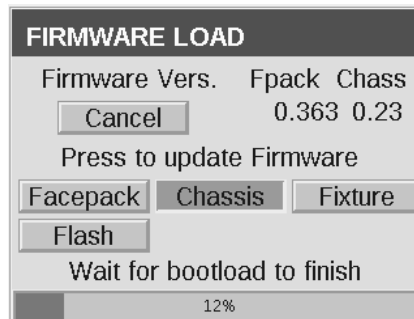 FIRMWARE LOAD
Firmware Vers. Fpack Chass
Cancel 0.363 0.23
Press to update Firmware
Facepack Chassis Fixture
Flash
Wait for bootload to finish
12%